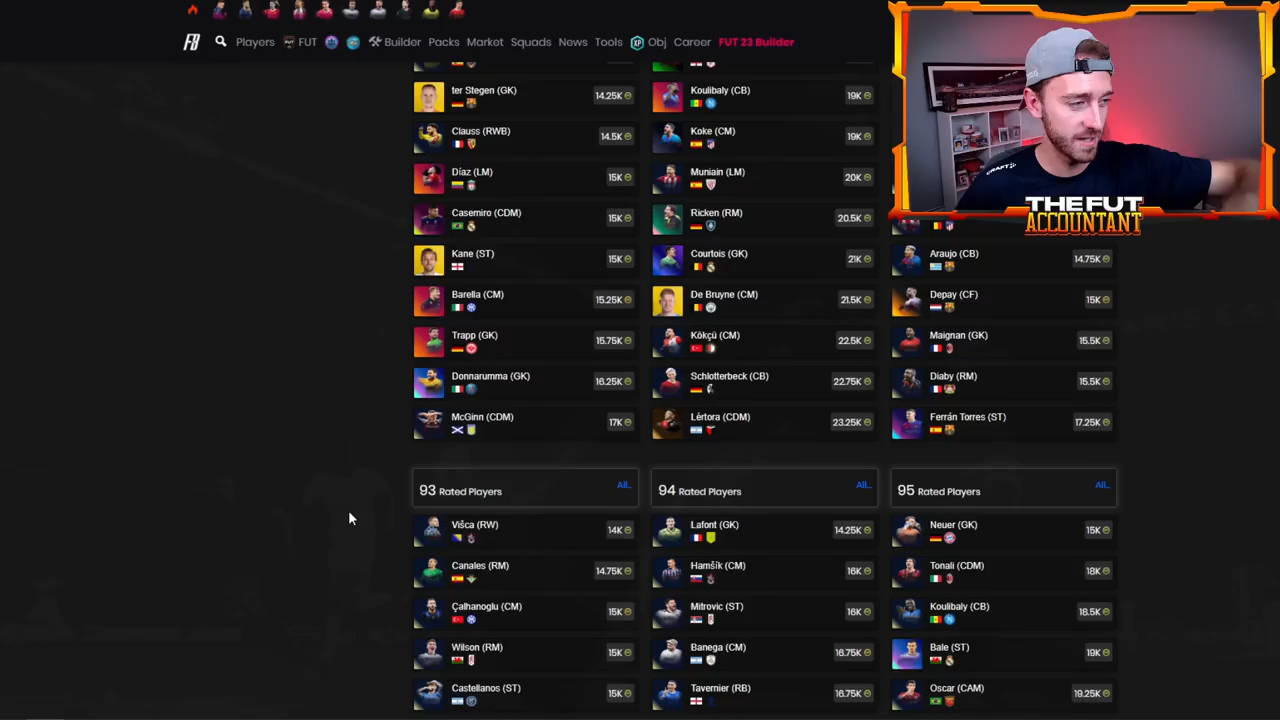 FB Players FUT Builder Packs Market Squads News Tools XP Obj Career FUT 23 Builder
ter Stegen (GK) 14.25K
Koulibaly (CB) 19K
Clauss (RWB) 14.5K
Koke (CM) 19K
Díaz (LM) 15K
Muniain (LM) 20K
Casemiro (CDM) 15K
Ricken (RM) 20.5K
Kane (ST) 15K
Courtois (GK) 21K
Araujo (CB) 14.75K
Barella (CM) 15.25K
De Bruyne (CM) 21.5K
Depay (CF) 15K
Trapp (GK) 15.75K
Kökçü (CM) 22.5K
Maignan (GK) 15.5K
Donnarumma (GK) 16.25K
Schlotterbeck (CB) 22.75K
Diaby (RM) 15.5K
McGinn (CDM) 17K
Lértora (CDM) 23.25K
Ferrán Torres (ST) 17.25K
93 Rated Players All..
94 Rated Players All..
95 Rated Players All..
Višca (RW) 14K
Lafont (GK) 14.25K
Neuer (GK) 15K
Canales (RM) 14.75K
Hamšík (CM) 16K
Tonali (CDM) 18K
Çalhanoglu (CM) 15K
Mitrovic (ST) 16K
Koulibaly (CB) 18.5K
Wilson (RM) 15K
Banega (CM) 16.75K
Bale (ST) 19K
Castellanos (ST) 15K
Tavernier (RB) 16.75K
Oscar (CAM) 19.25K
CRAFT
THE FUT
ACCOUNTANT